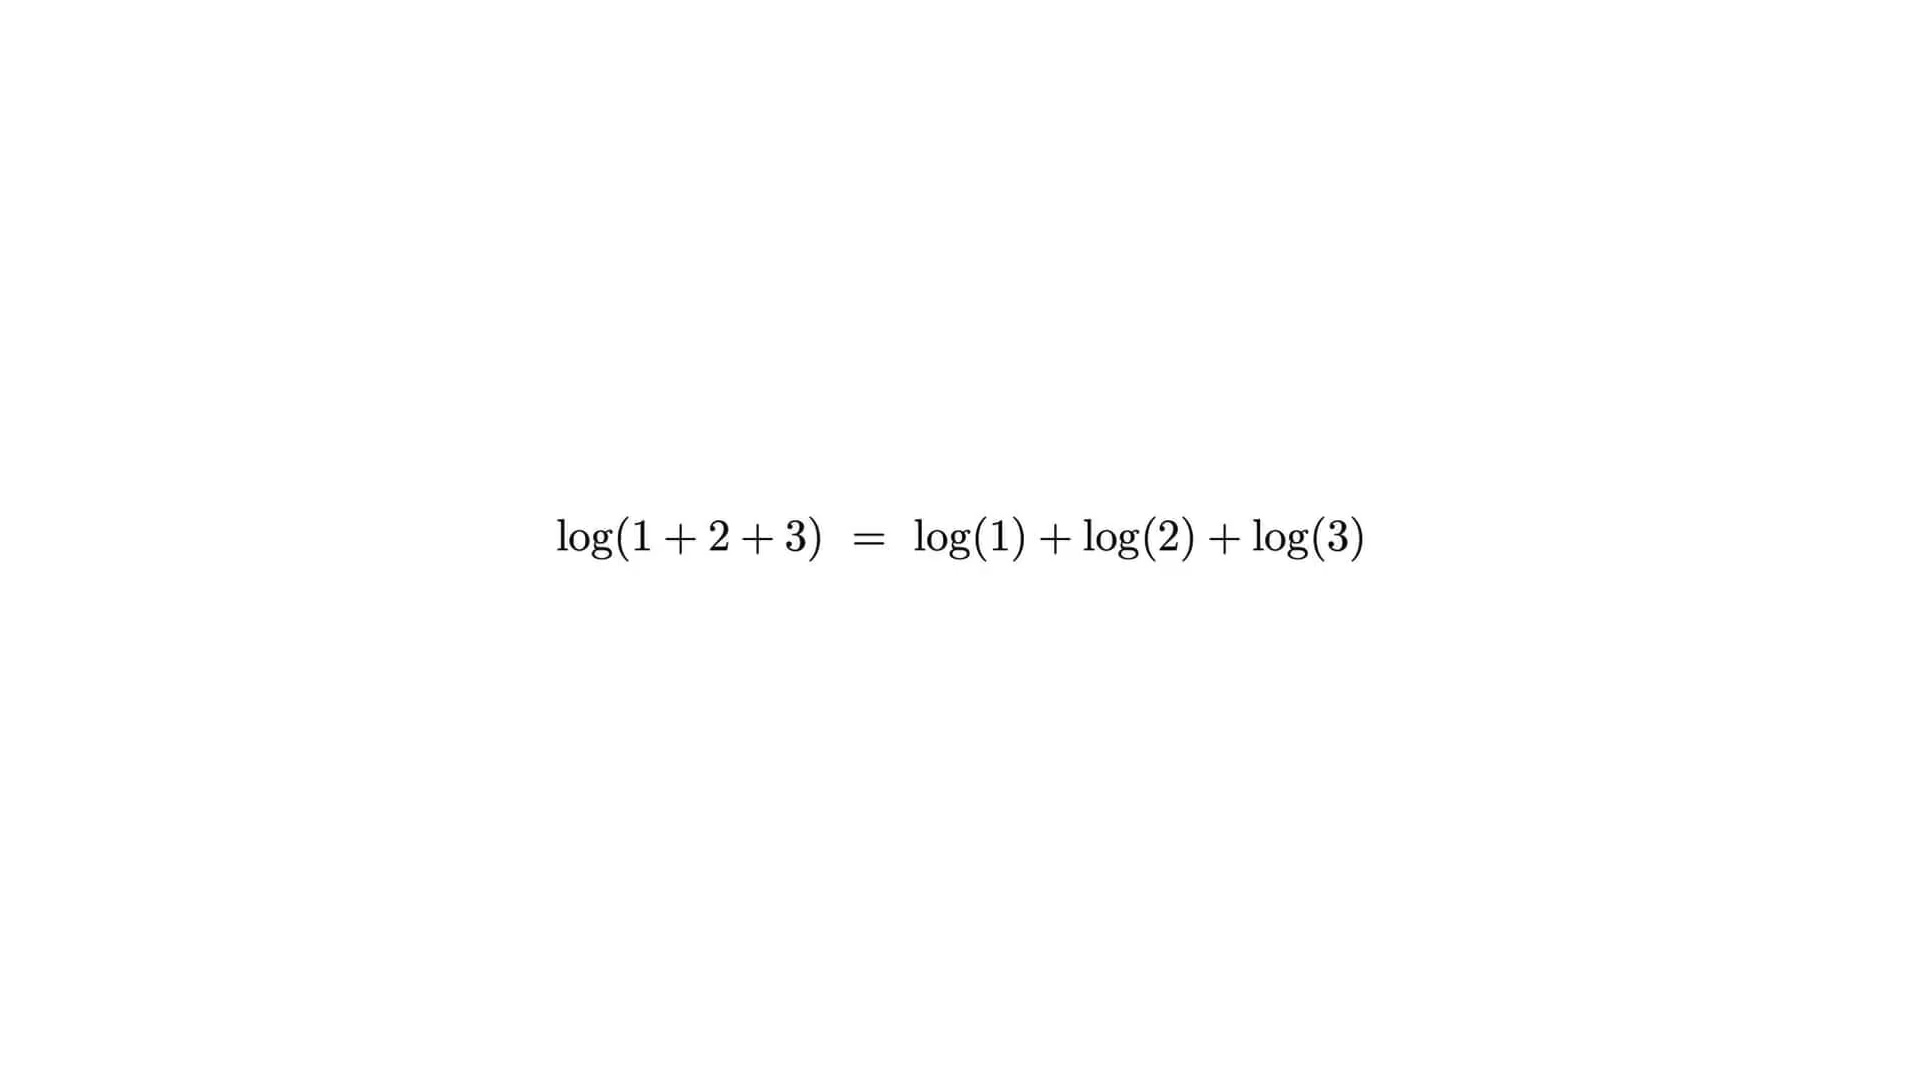 log(1 + 2 + 3) = log(1) + log(2) + log(3)